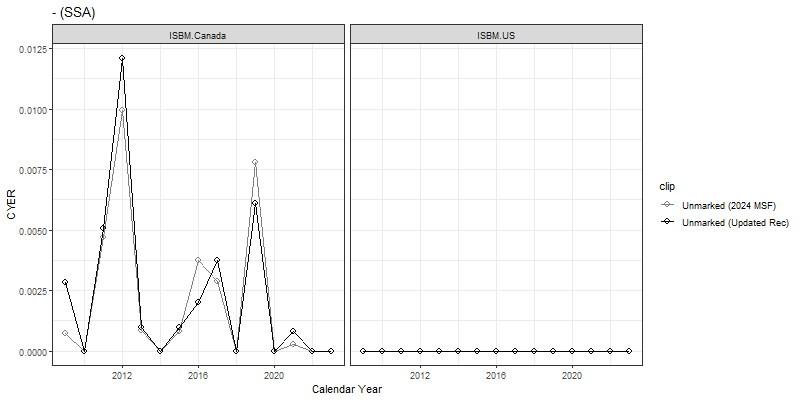 - (SSA)
ISBM.Canada
ISBM.US
0.0125
0.0100
0.0075
0.0050
0.0025
0.0000
CYER
2012
2016
2020
2012
2016
2020
Calendar Year
clip
Unmarked (2024 MSF)
Unmarked (Updated Rec)